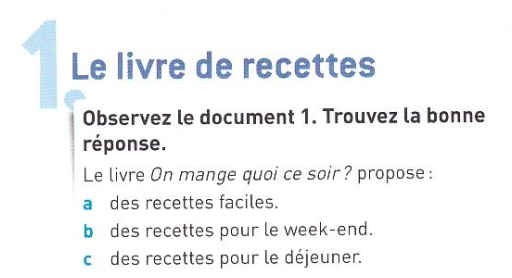 1.
Le livre de recettes
Observez le document 1. Trouvez la bonne
réponse.
Le livre On mange quoi ce soir ? propose :
a des recettes faciles.
b des recettes pour le week-end.
c des recettes pour le déjeuner.